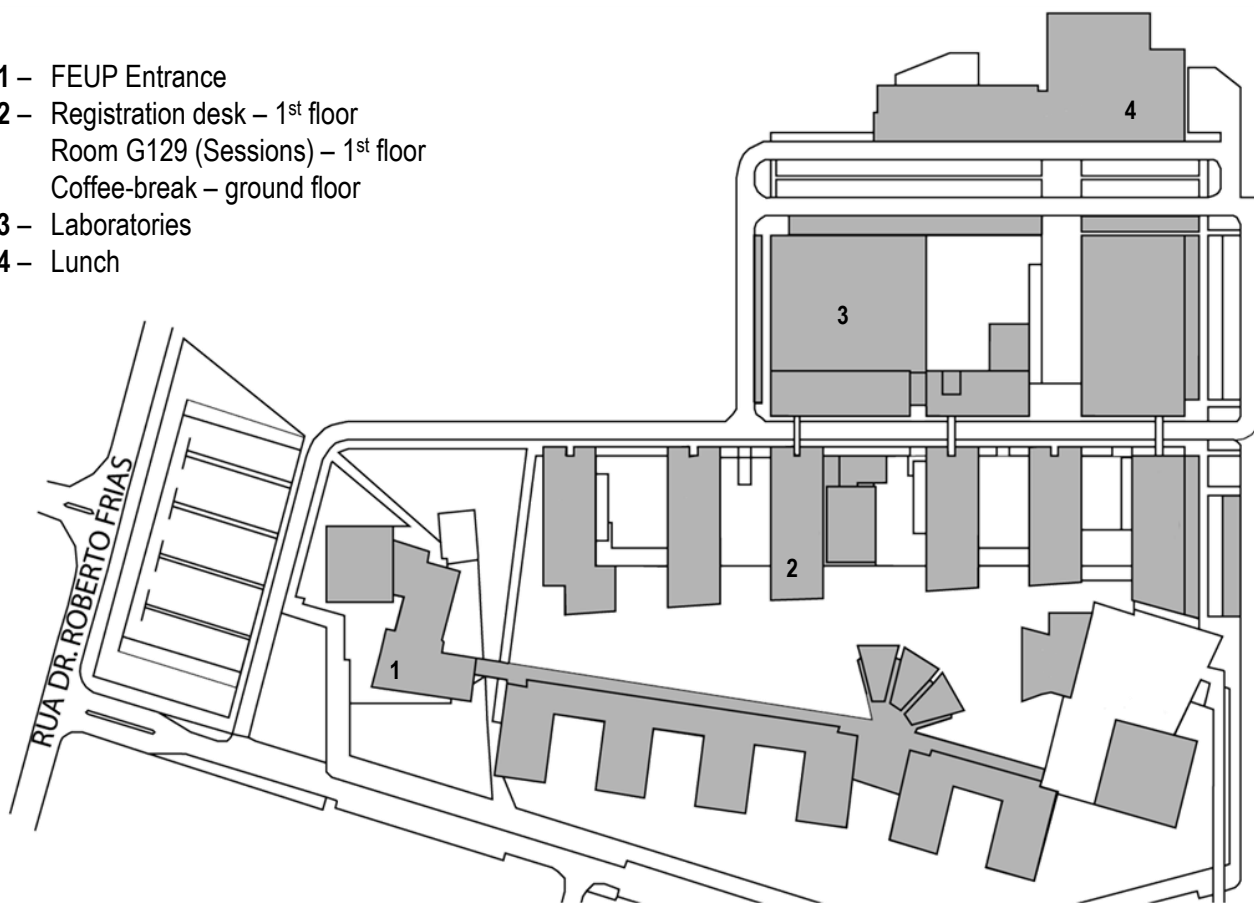 1 – FEUP Entrance
2 – Registration desk – 1st floor
Room G129 (Sessions) – 1st floor
Coffee-break – ground floor
3 – Laboratories
4 – Lunch
4
3
RUA DR. ROBERTO FRIAS
2
1